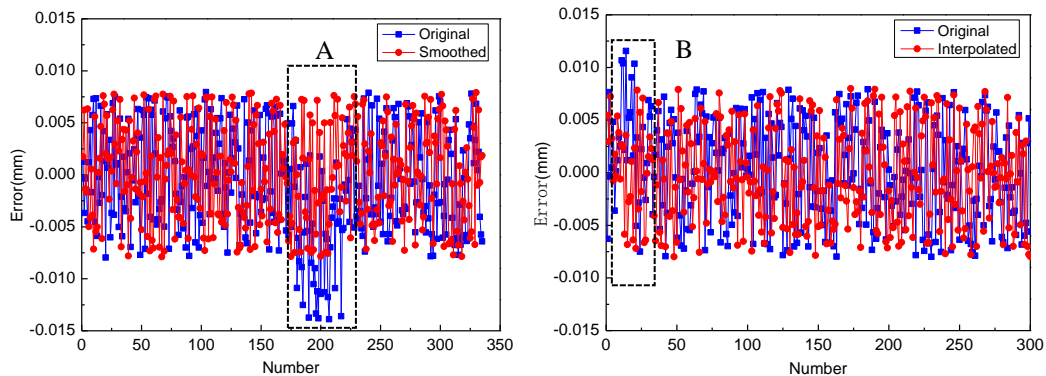 0.015
0.010
0.005
0.000
-0.005
-0.010
-0.015
Error(mm)
0 50 100 150 200 250 300 350
Number
Original
Smoothed
A
0.015
0.010
0.005
0.000
-0.005
-0.010
-0.015
Error(mm)
0 50 100 150 200 250 300
Number
Original
Interpolated
B